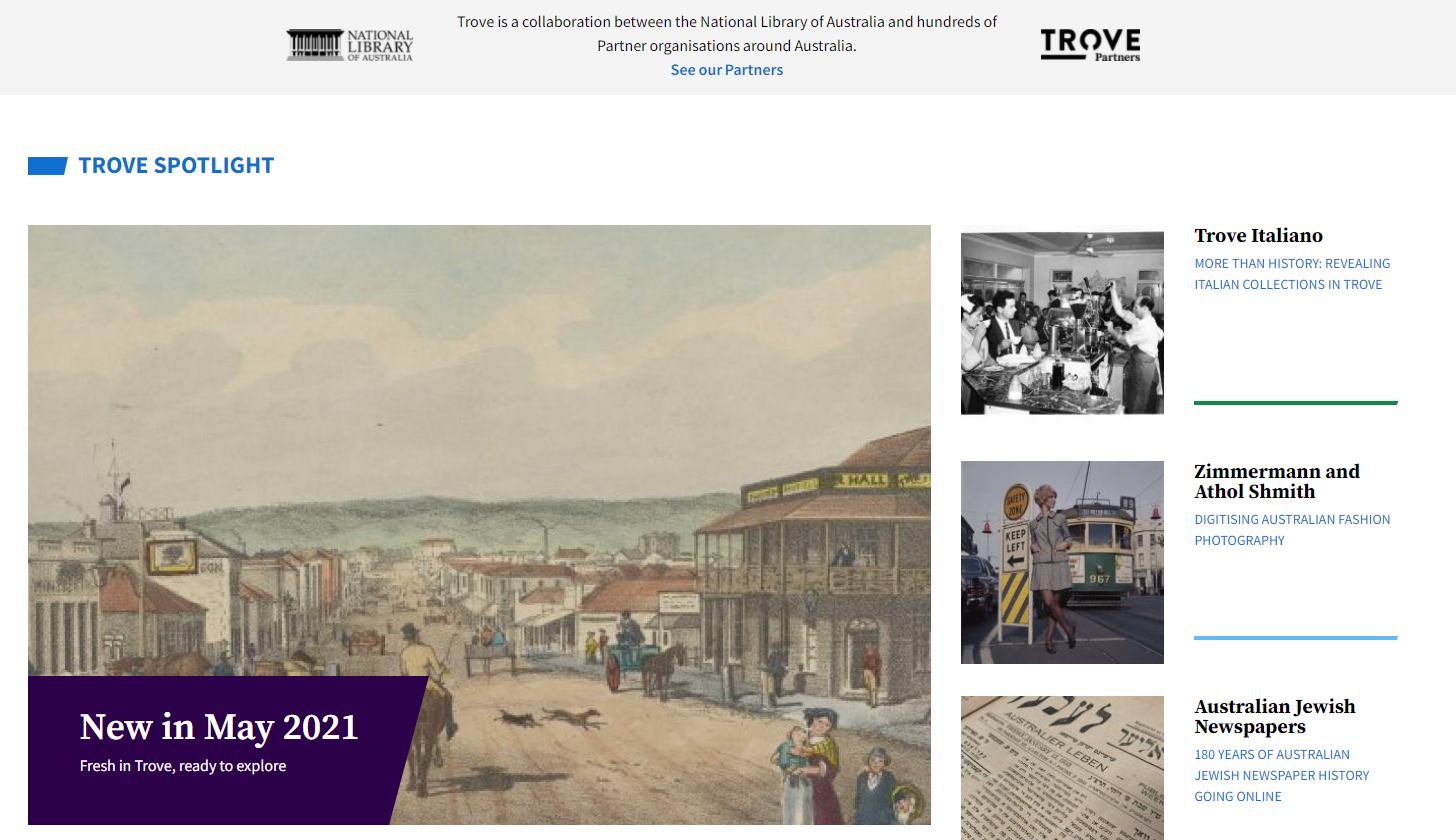 NATIONAL
LIBRARY
OF AUSTRALIA
Trove is a collaboration between the National Library of Australia and hundreds of
Partner organisations around Australia.
See our Partners
TROVE
Partners
TROVE SPOTLIGHT
HALL
New in May 2021
Fresh in Trove, ready to explore
Trove Italiano
MORE THAN HISTORY: REVEALING
ITALIAN COLLECTIONS IN TROVE
SAFETY
ZONE
KEEP
LEFT
967
Zimmermann and
Athol Shmith
DIGITISING AUSTRALIAN FASHION
PHOTOGRAPHY
AUSTRALIER LEBEN
Australian Jewish
Newspapers
180 YEARS OF AUSTRALIAN
JEWISH NEWSPAPER HISTORY
GOING ONLINE